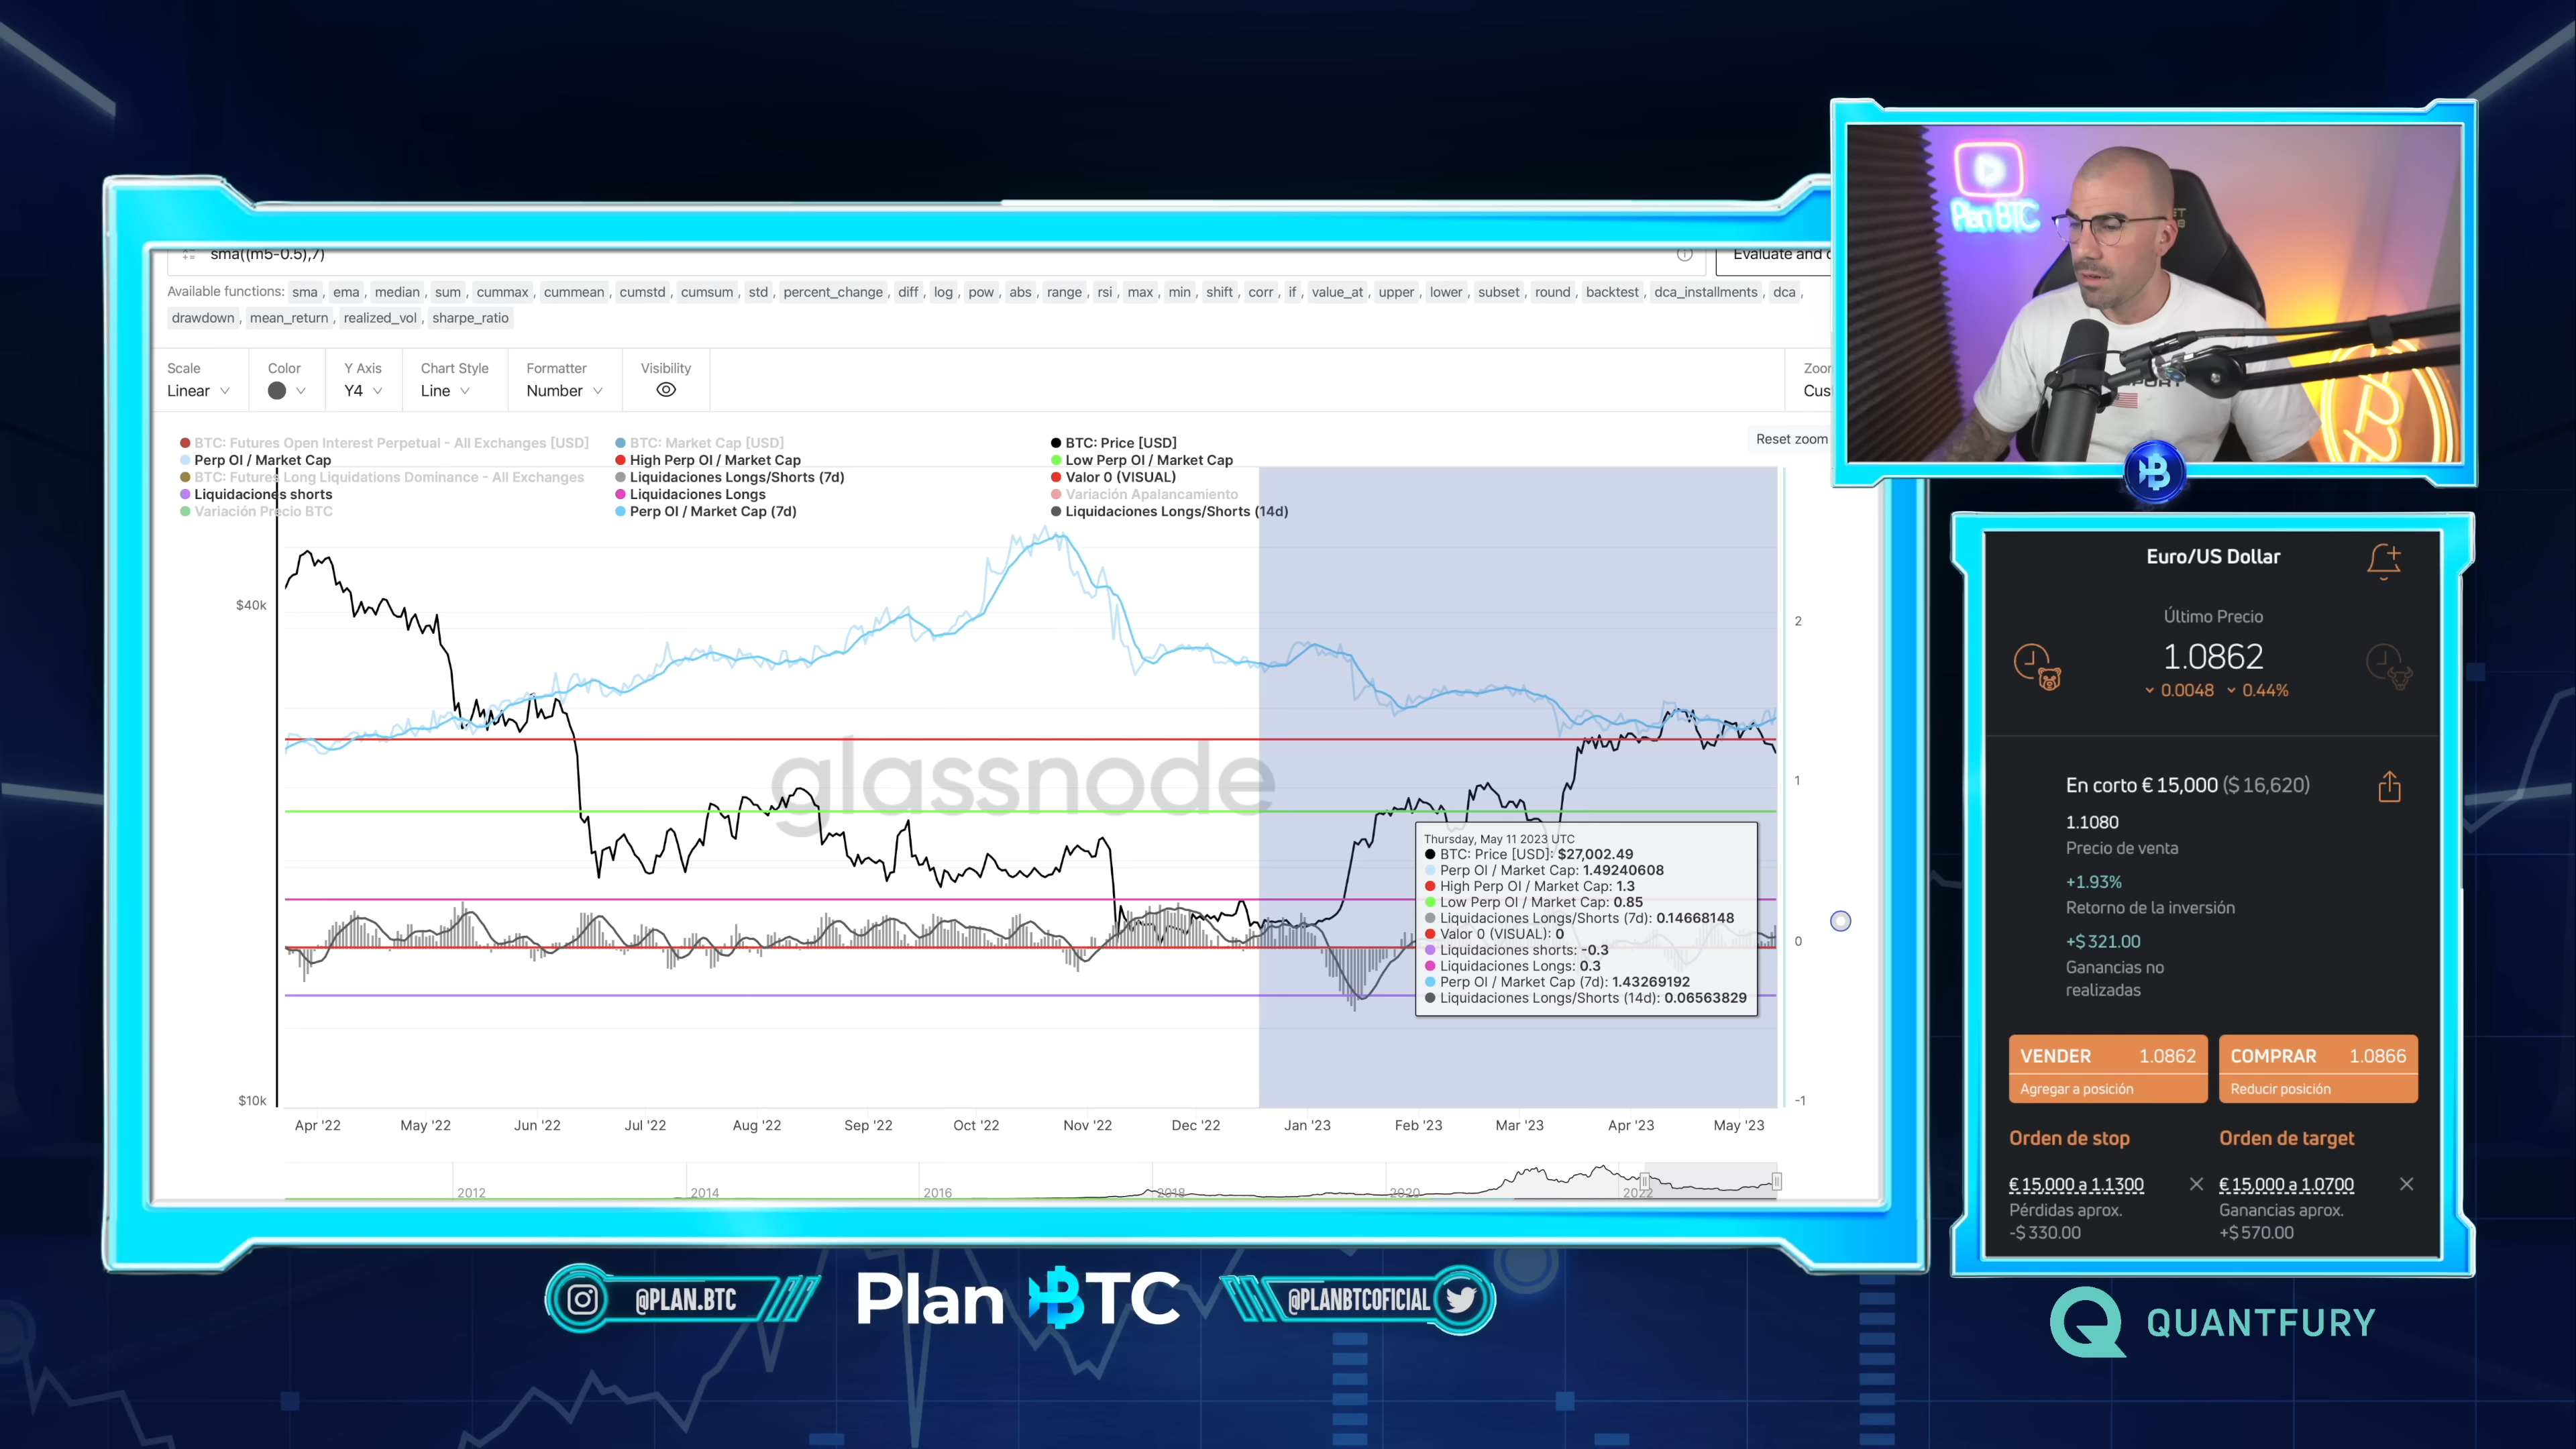 sma((m5-0.5),7)
Evaluate and
Available functions: sma , ema , median , sum , cummax , cummean , cumstd , cumsum , std , percent_change , diff , log , pow , abs , range , rsi , max , min , shift , corr , if , value_at , upper , lower , subset , round , backtest , dca_installments , dca ,
drawdown , mean_return , realized_vol , sharpe_ratio
Scale
Linear
Color
Y Axis
Y4
Chart Style
Line
Formatter
Number
Visibility
BTC: Futures Open Interest Perpetual - All Exchanges [USD]
BTC: Market Cap [USD]
BTC: Price [USD]
Reset zoom
Perp OI / Market Cap
High Perp OI / Market Cap
Low Perp OI / Market Cap
BTC: Futures Long Liquidations Dominance - All Exchanges
Liquidaciones Longs/Shorts (7d)
Valor 0 (VISUAL)
Liquidaciones shorts
Liquidaciones Longs
Variación Apalancamiento
Variación Precio BTC
Perp OI / Market Cap (7d)
Liquidaciones Longs/Shorts (14d)
$40k
$10k
2
1
0
-1
glassnode
Thursday, May 11 2023 UTC
BTC: Price [USD]: $27,002.49
Perp OI / Market Cap: 1.49240608
High Perp OI / Market Cap: 1.3
Low Perp OI / Market Cap: 0.85
Liquidaciones Longs/Shorts (7d): 0.14668148
Valor 0 (VISUAL): 0
Liquidaciones shorts: -0.3
Liquidaciones Longs: 0.3
Perp OI / Market Cap (7d): 1.43269192
Liquidaciones Longs/Shorts (14d): 0.06563829
Apr '22 May '22 Jun '22 Jul '22 Aug '22 Sep '22 Oct '22 Nov '22 Dec '22 Jan '23 Feb '23 Mar '23 Apr '23 May '23
2012 2014 2016 2018 2020 2022
Plan BTC
Euro/US Dollar
Último Precio
1.0862
0.0048 0.44%
En corto € 15,000 ($ 16,620)
1.1080
Precio de venta
+1.93%
Retorno de la inversión
+$ 321.00
Ganancias no
realizadas
VENDER 1.0862
Agregar a posición
COMPRAR 1.0866
Reducir posición
Orden de stop
€ 15,000 a 1.1300
Pérdidas aprox.
-$ 330.00
Orden de target
€ 15,000 a 1.0700
Ganancias aprox.
+$ 570.00
@PLAN.BTC
Plan BTC
@PLANBTCOFICIAL
QUANTFURY